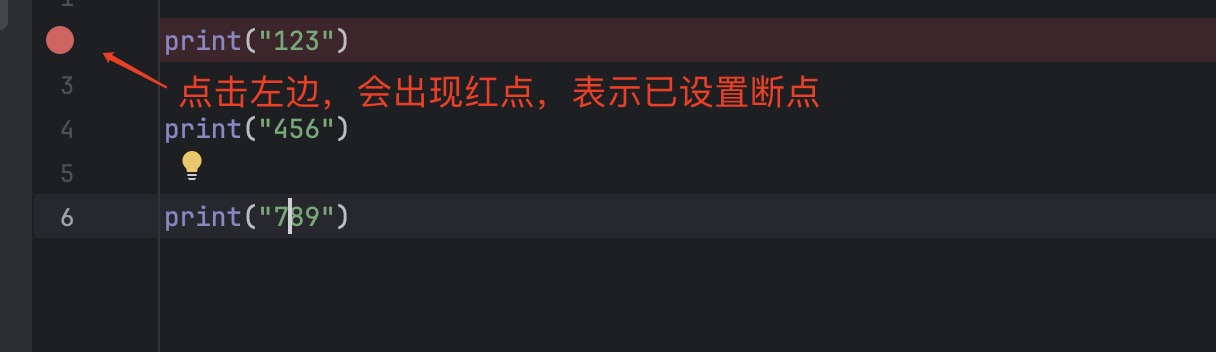 1
print("123")
3
点击左边，会出现红点，表示已设置断点
4 print("456")
5
6 print("789")